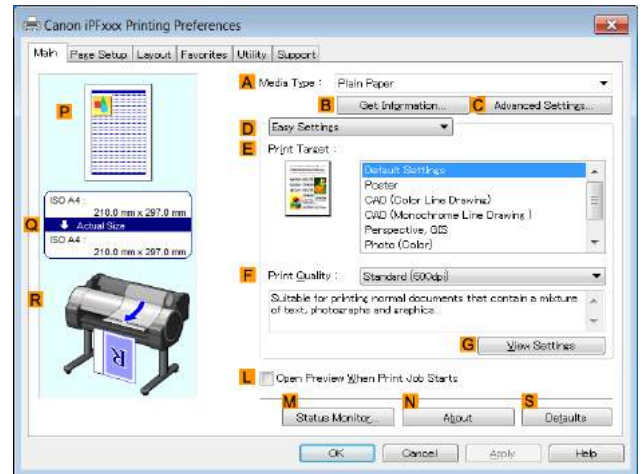 Canon iPFxxx Printing Preferences
Main Page Setup Layout Favorites Utility Support
A Media Type : Plain Paper
B Get Information... C Advanced Settings...
D Easy Settings
E Print Target :
Default Settings
Poster
CAD (Color Line Drawing)
CAD (Monochrome Line Drawing )
Perspective, GIS
Photo (Color)
P
ISO A4 :
210.0 mm x 297.0 mm
Q Actual Size
ISO A4 :
210.0 mm x 297.0 mm
R
R
F Print Quality : Standard (600dpi)
Suitable for printing normal documents that contain a mixture
of text, photographs and graphics.
G View Settings
L Open Preview When Print Job Starts
M N S
Status Monitor... About Defaults
OK Cancel Apply Help